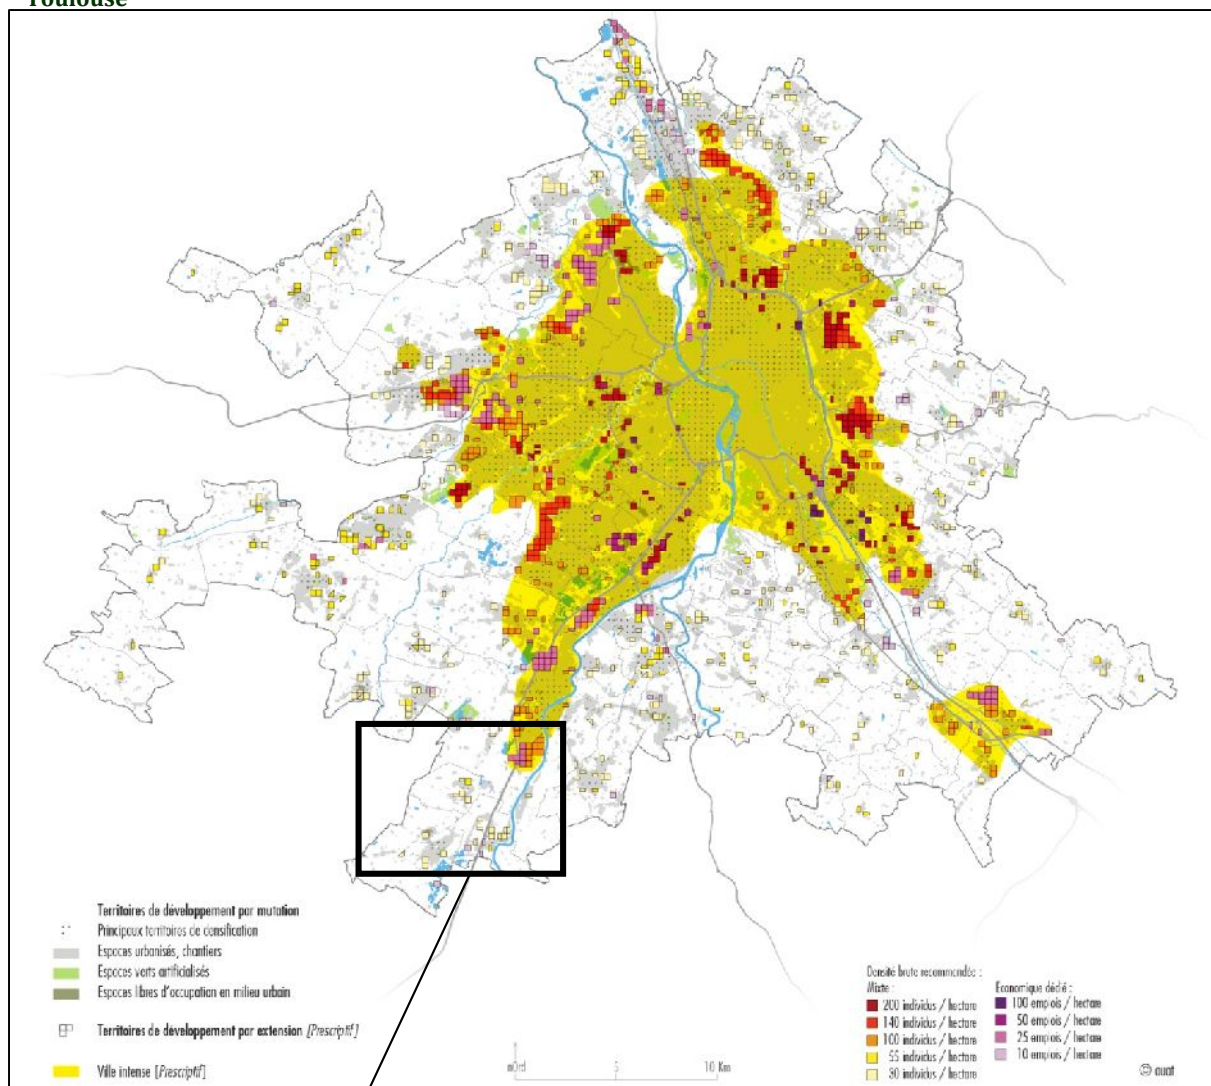 Toulouse
Territoires de développement par mutation
Principaux territoires de densification
Espaces urbanisés, chantiers
Espaces verts artificialisés
Espaces libres d'occupation en milieu urbain
Territoires de développement par extension [Prescriptif]
Ville intense [Prescriptif]
5 10 Km
Densité brute recommandée :
Mixte :
200 individus / hectare
140 individus / hectare
100 individus / hectare
55 individus / hectare
30 individus / hectare
Economique dédié :
100 emplois / hectare
50 emplois / hectare
25 emplois / hectare
10 emplois / hectare
© auat